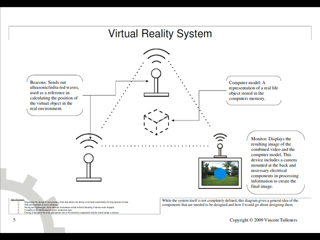 Virtual Reality System
Beacons: Sends out
ultrasonic/infra-red waves,
used as a reference in
calculating the position of
the virtual object in the
real environment.
Computer model: A
representation of a real life
object stored in the
computers memory.
Monitor: Displays the
resulting image of the
combined video and the
computer model. This
device includes a camera
mounted at the back and
necessary electrical
components in processing
information to create the
final image.
While the system itself is not completely defined, this diagram gives a general idea of the
components that are needed to be designed and how I would go about designing them.
5
Copyright © 2009 Vincent